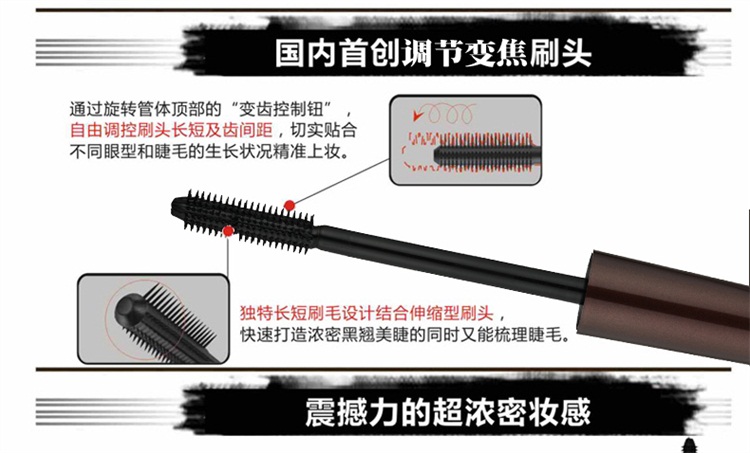 国内首创调节变焦刷头
通过旋转管体顶部的“变齿控制钮”，
自由调控刷头长短及齿间距，切实贴合
不同眼型和睫毛的生长状况精准上妆。
独特长短刷毛设计结合伸缩型刷头，
快速打造浓密黑翘美睫的同时又能梳理睫毛。
震撼力的超浓密妆感